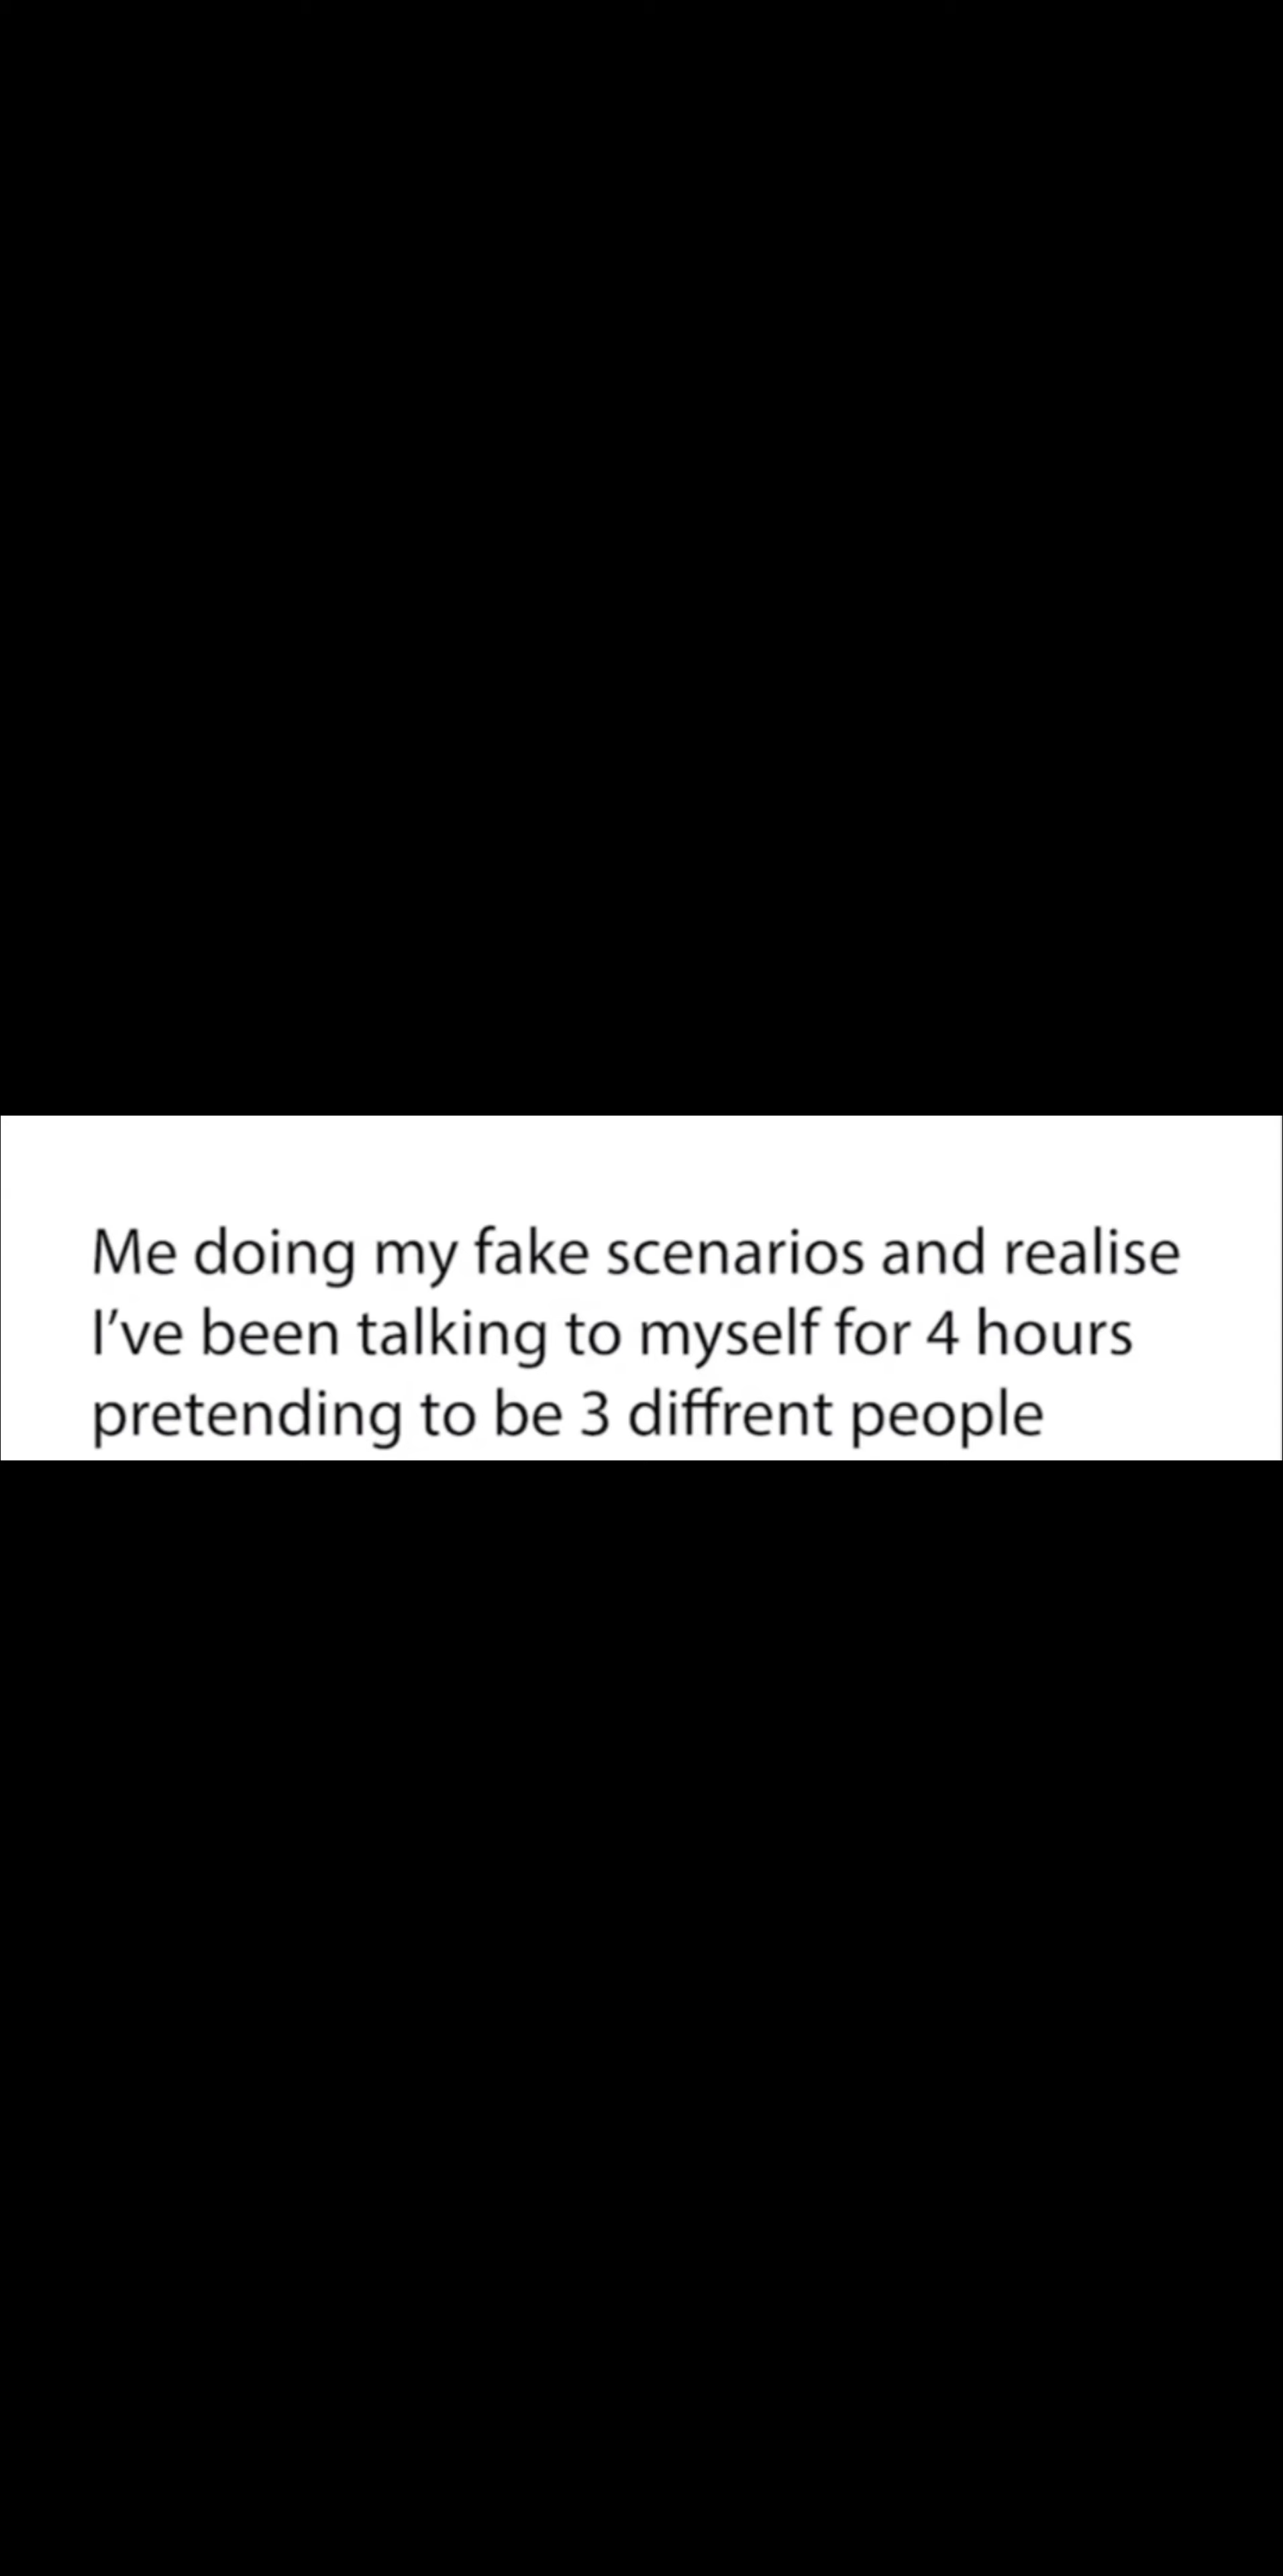 Me doing my fake scenarios and realise
I’ve been talking to myself for 4 hours
pretending to be 3 diffrent people